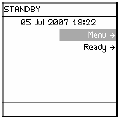 STANDBY
05 Jul 2007 18:22
Menu →
Ready →